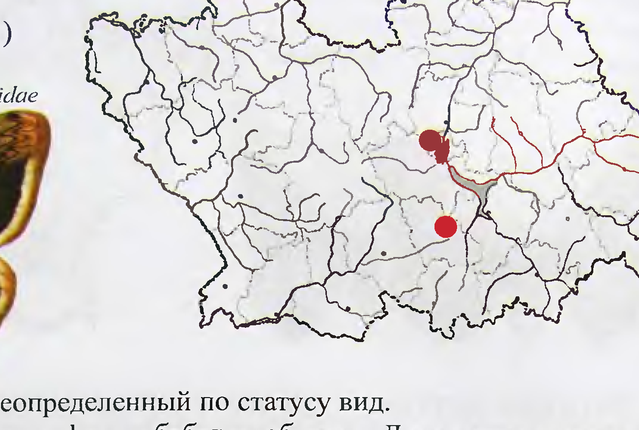 )
idae
еопределенный по статусу вид.